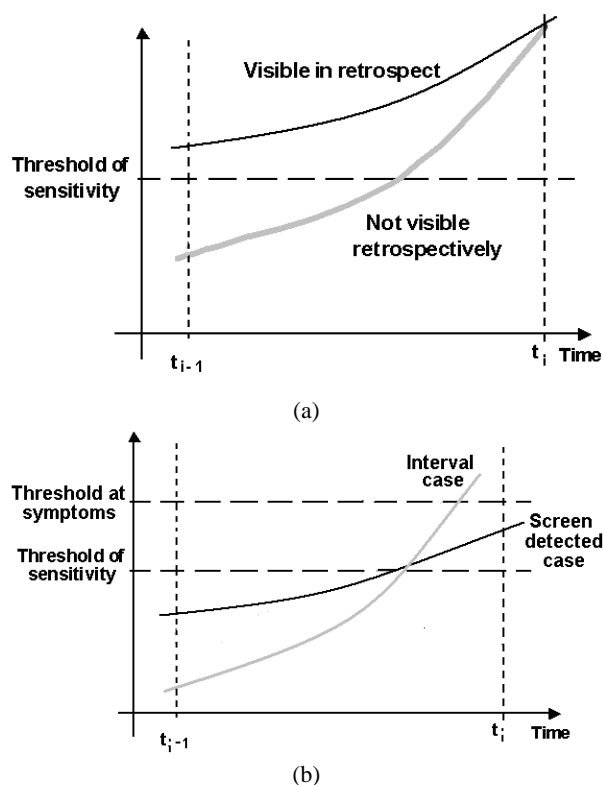 Visible in retrospect
Threshold of
sensitivity
Not visible
retrospectively
t i-1
t i
Time
(a)
Interval
case
Threshold at
symptoms
Screen
detected
case
Threshold of
sensitivity
t i-1
t i
Time
(b)